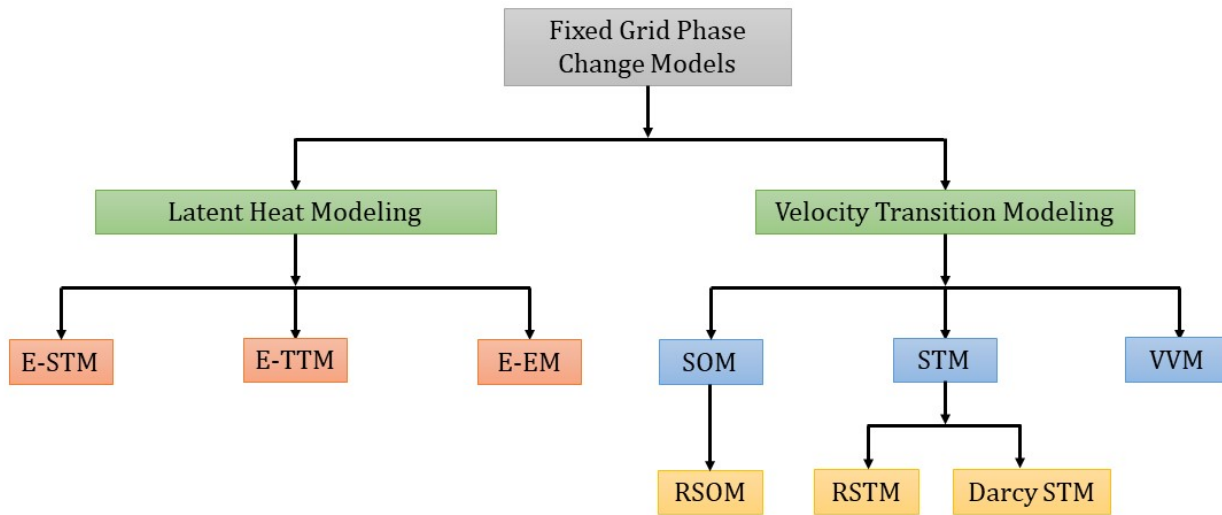 Fixed Grid Phase
Change Models
Latent Heat Modeling
Velocity Transition Modeling
E-STM
E-TTM
E-EM
SOM
STM
VVM
RSOM
RSTM
Darcy STM